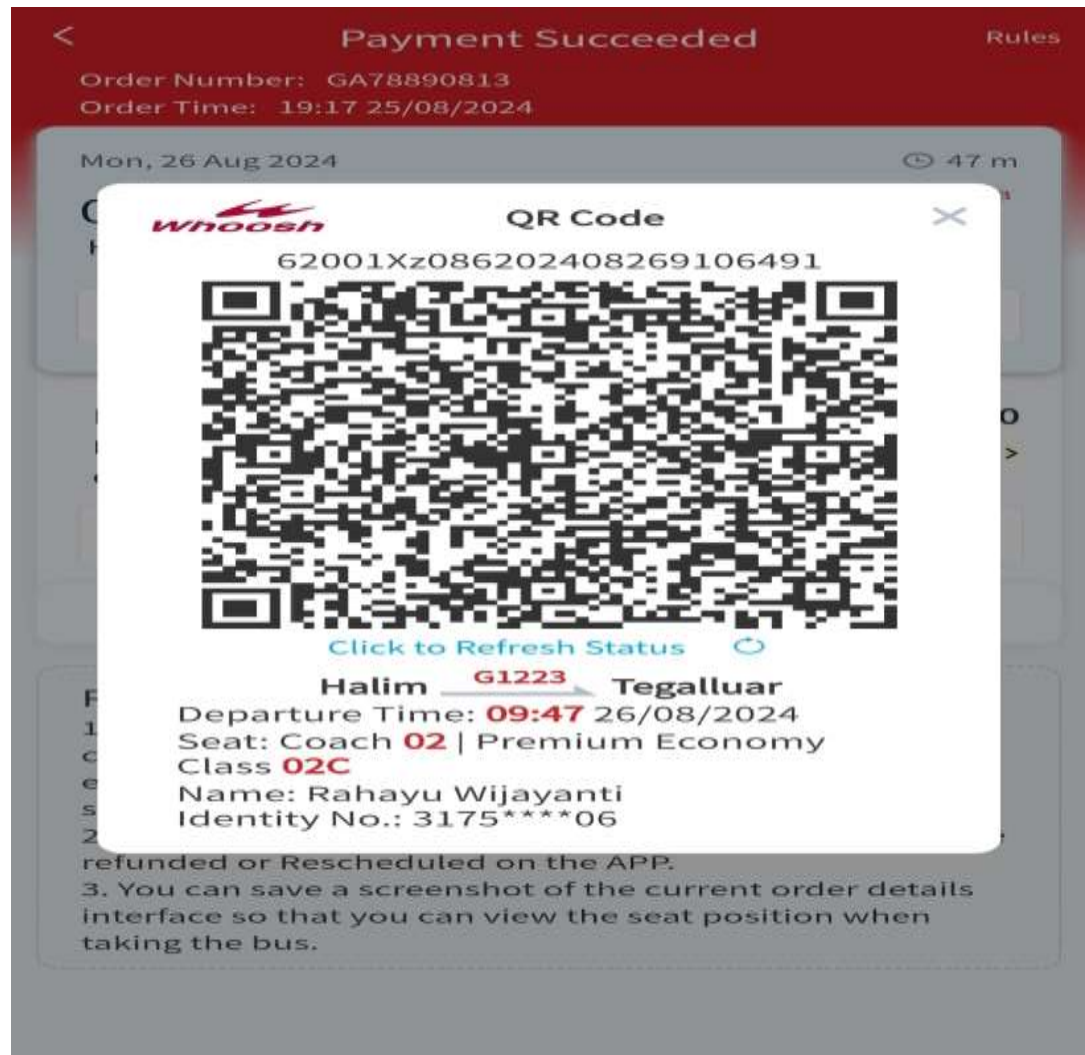 Payment Succeeded
Rules
Order Number: GA78890813
Order Time: 19:17 25/08/2024
Mon, 26 Aug 2024
47 m
whoosh
QR Code
62001Xz086202408269106491
Click to Refresh Status
Halim G1223 Tegalluar
Departure Time: 09:47 26/08/2024
Seat: Coach 02 | Premium Economy
Class 02C
Name: Rahayu Wijayanti
Identity No.: 3175****06
1
2
refunded or Rescheduled on the APP.
3. You can save a screenshot of the current order details
interface so that you can view the seat position when
taking the bus.